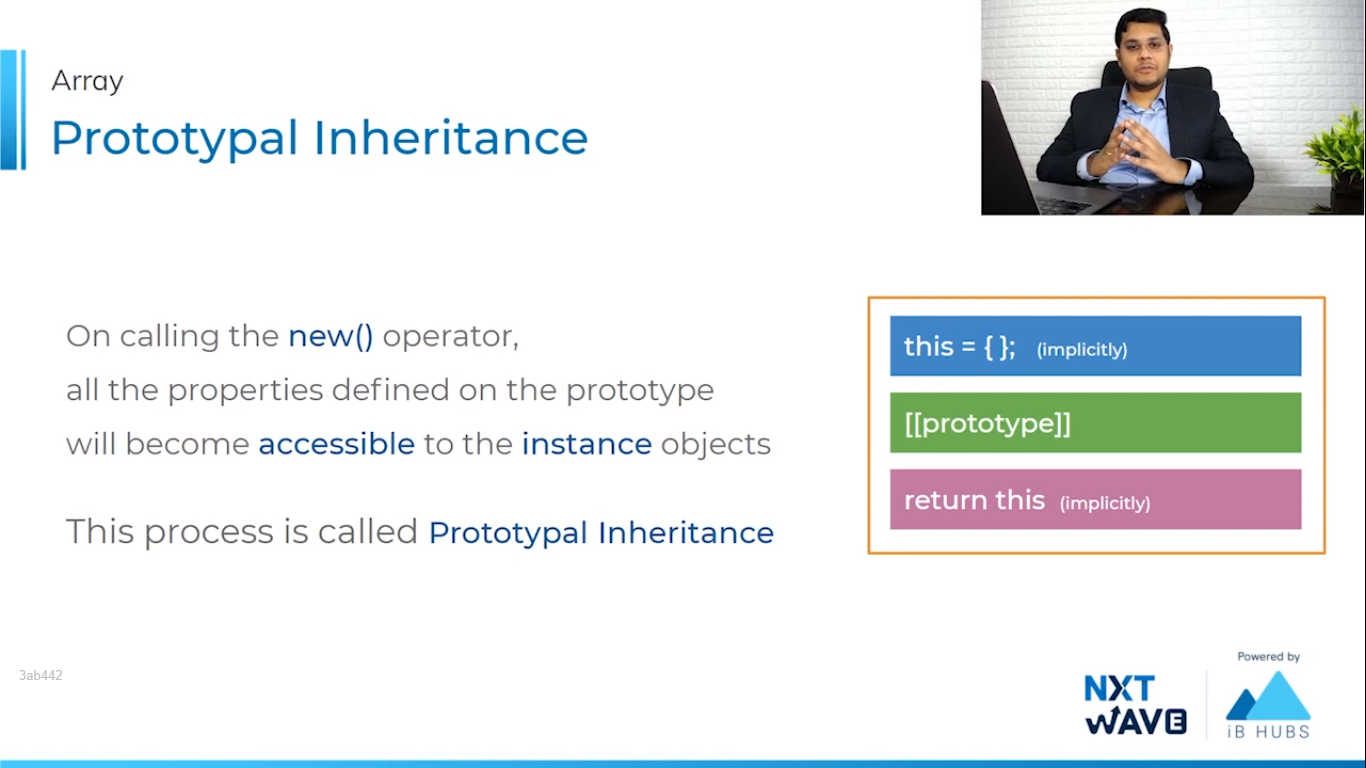 Array
Prototypal Inheritance
On calling the new() operator,
all the properties defined on the prototype
will become accessible to the instance objects
This process is called Prototypal Inheritance
this = { };   (implicitly)
[[prototype]]
return this   (implicitly)
3ab442
Powered by
NXT
WAVE
iB HUBS